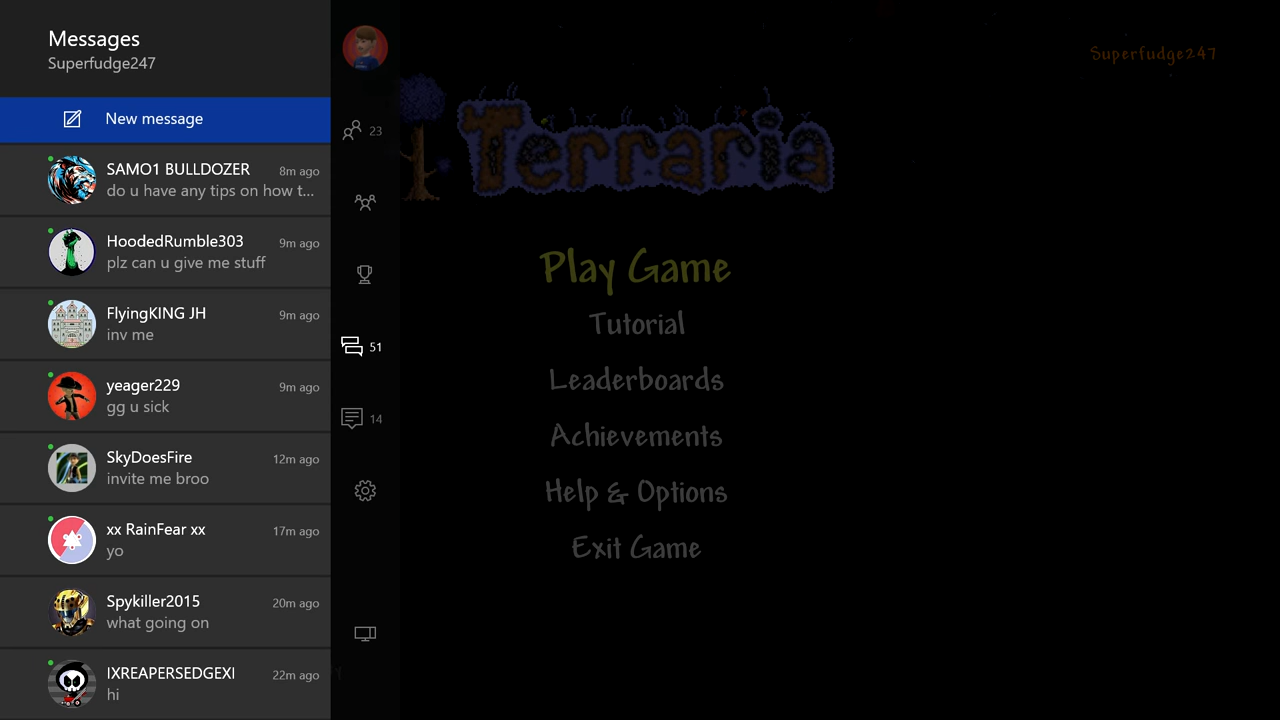 Messages
Superfudge247
New message
SAMO1 BULLDOZER 8m ago
do u have any tips on how t...
HoodedRumble303 9m ago
plz can u give me stuff
FlyingKING JH 9m ago
inv me
yeager229 9m ago
gg u sick
SkyDoesFire 12m ago
invite me broo
xx RainFear xx 17m ago
yo
Spykiller2015 20m ago
what going on
IXREAPERSEDGEXI 22m ago
hi
23
51
14
Superfudge247
Terraria
Play Game
Tutorial
Leaderboards
Achievements
Help & Options
Exit Game